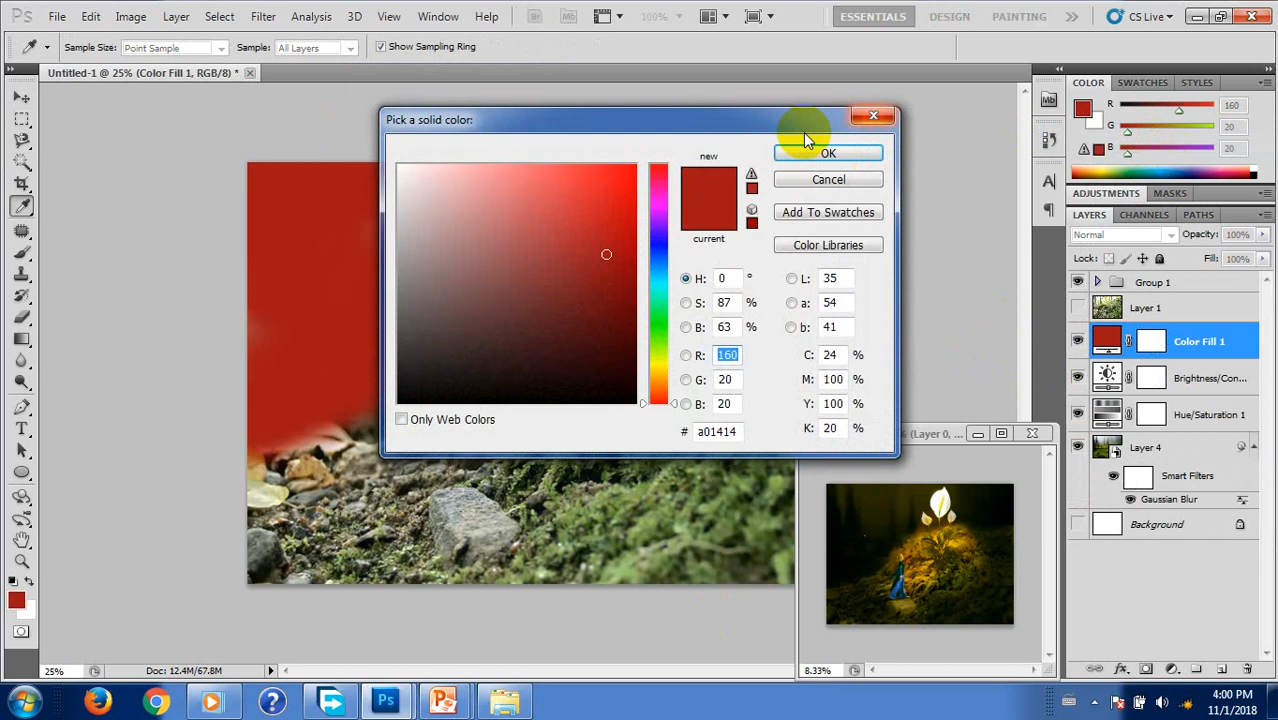 Ps File Edit Image Layer Select Filter Analysis 3D View Window Help Br Mb 100% ESSENTIALS DESIGN PAINTING CS Live
Sample Size: Point Sample Sample: All Layers Show Sampling Ring
Untitled-1 @ 25% (Color Fill 1, RGB/8) *
Pick a solid color:
new
current
OK
Cancel
Add To Swatches
Color Libraries
H: 0 °
S: 87 %
B: 63 %
R: 160
G: 20
B: 20
# a01414
L: 35
a: 54
b: 41
C: 24 %
M: 100 %
Y: 100 %
K: 20 %
Only Web Colors
Mb
COLOR SWATCHES STYLES
R 160
G 20
B 20
ADJUSTMENTS MASKS
LAYERS CHANNELS PATHS
Normal Opacity: 100%
Lock: Fill: 100%
Group 1
Layer 1
Color Fill 1
Brightness/Con...
Hue/Saturation 1
Layer 4
Smart Filters
Gaussian Blur
Background
% (Layer 0, ...
8.33%
25% Doc: 12.4M/67.8M
Ps
4:00 PM
11/1/2018